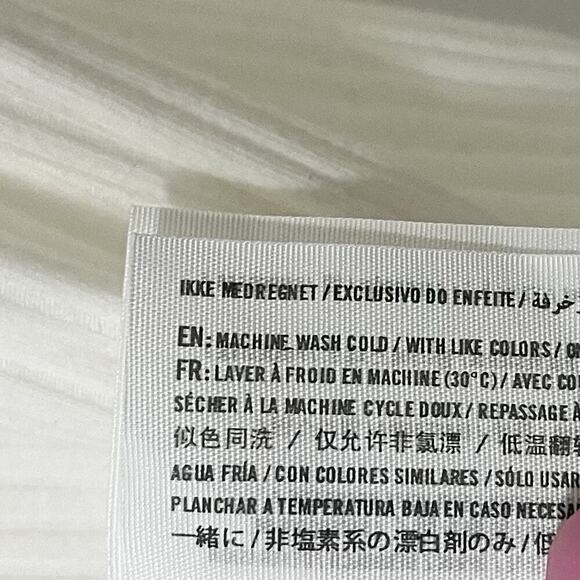 IKKE MEDREGNET / EXCLUSIVO DO ENFEITE /
EN: MACHINE WASH COLD / WITH LIKE COLORS /
FR: LAVER À FROID EN MACHINE (30°C) / AVEC
SÉCHER À LA MACHINE CYCLE DOUX / REPASSAGE À
似色同洗 / 仅允许非氯漂 / 低温翻
AGUA FRÍA / CON COLORES SIMILARES / SÓLO USAR
PLANCHAR A TEMPERATURA BAJA EN CASO
一緒に / 非塩素系の漂白剤のみ / 低